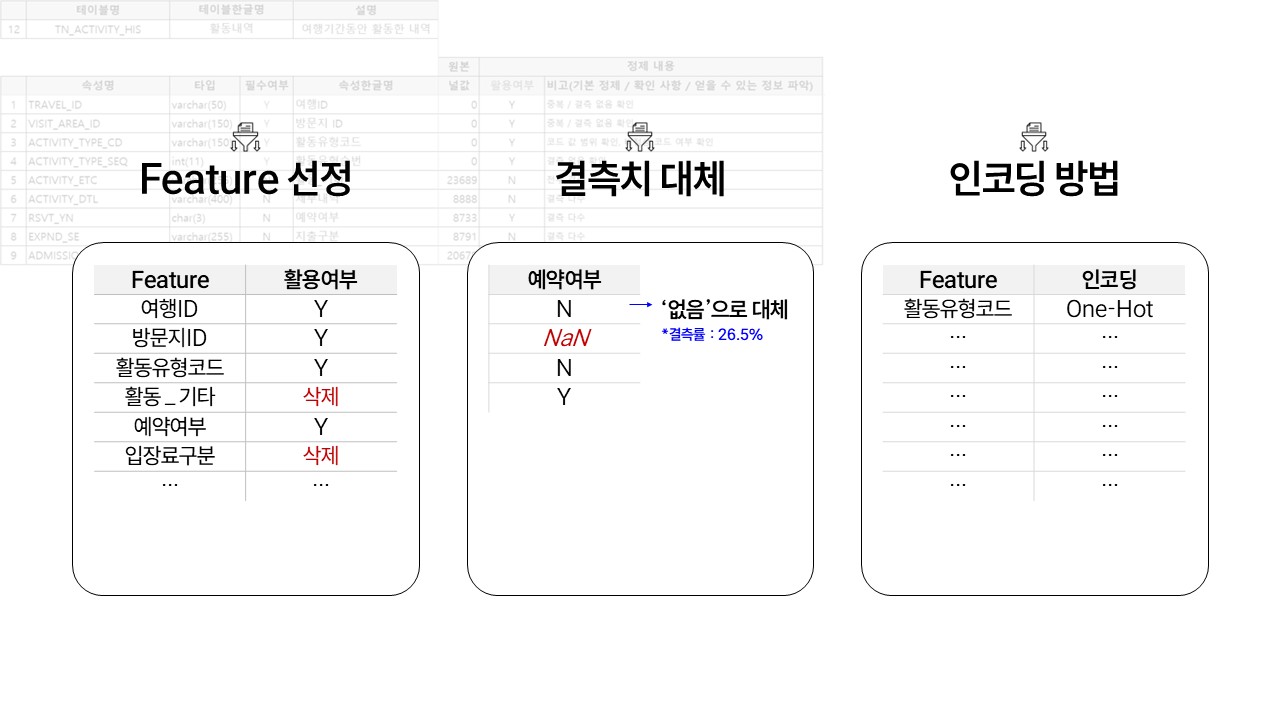 테이블명 테이블한글명 설명
12 TN_ACTIVITY_HIS 활동내역 여행기간동안 활동한 내역
원본 정제 내용
속성명 타입 필수여부 속성한글명 널값 활용여부 비고(기본 정제 / 확인 사항 / 얻을 수 있는 정보 파악)
1 TRAVEL_ID varchar(50) Y 여행ID 0 Y 중복 / 결측 없음 확인
2 VISIT_AREA_ID varchar(150) Y 방문지 ID 0 Y 중복 / 결측 없음 확인
3 ACTIVITY_TYPE_CD varchar(150) Y 활동유형코드 0 Y 코드 값 범위 확인, 코드 여부 확인
4 ACTIVITY_TYPE_SEQ int(11) Y 0 Y
5 ACTIVITY_ETC 23689 N
6 ACTIVITY_DTL varchar(400) N 세부내역 8888 N 결측 다수
7 RSVT_YN char(3) N 예약여부 8733 Y 결측 다수
8 EXPND_SE varchar(255) N 지출구분 8791 N 결측 다수
9
Feature 선정
결측치 대체
인코딩 방법
Feature 활용여부
여행ID Y
방문지ID Y
활동유형코드 Y
활동_기타 삭제
예약여부 Y
입장료구분 삭제
... ...
예약여부
N
NaN
N
Y
‘없음’으로 대체
*결측률 : 26.5%
Feature 인코딩
활동유형코드 One-Hot
... ...
... ...
... ...
... ...
... ...
... ...